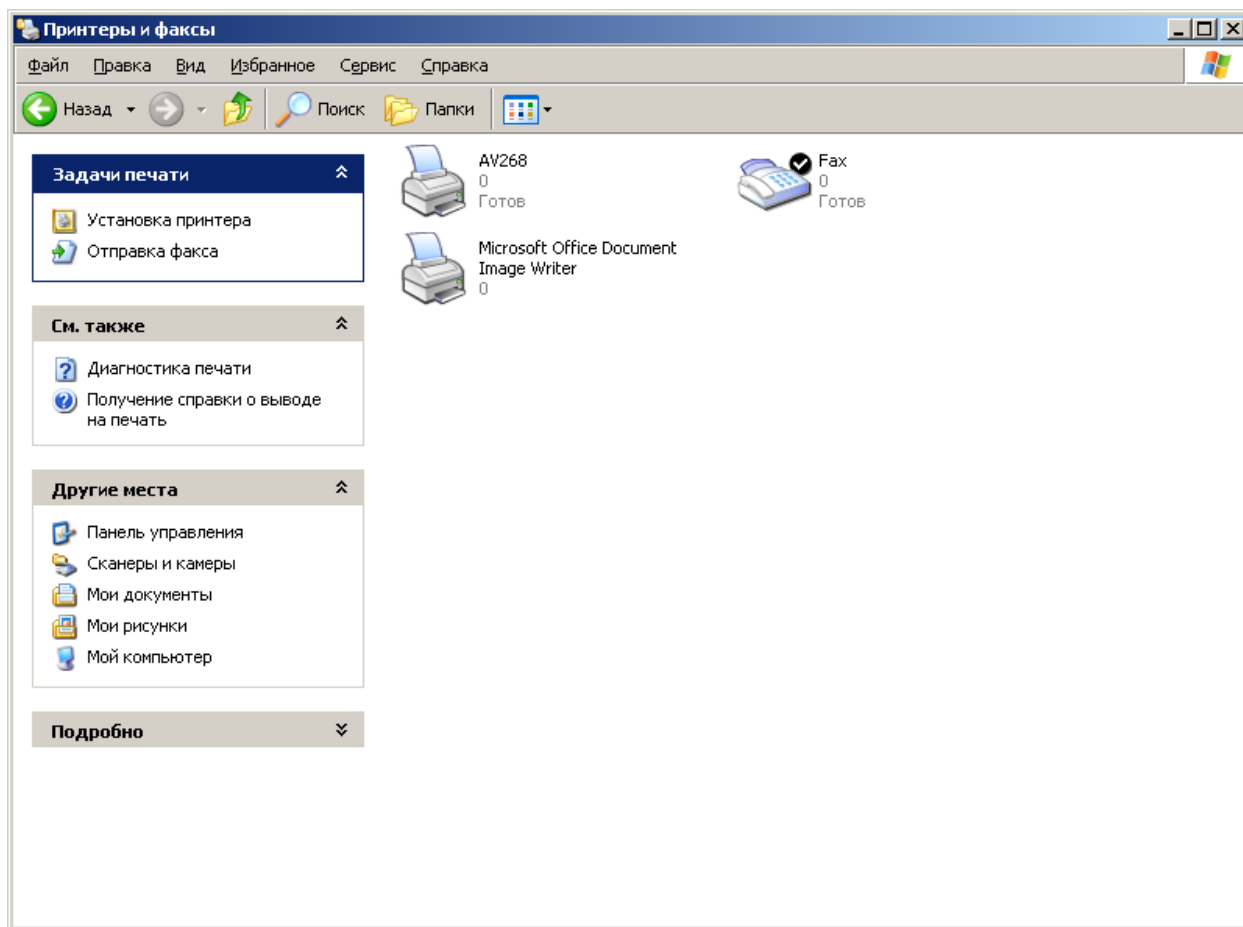 Принтеры и факсы
Файл Правка Вид Избранное Сервис Справка
Назад Поиск Папки
Задачи печати
Установка принтера
Отправка факса
См. также
Диагностика печати
Получение справки о выводе
на печать
Другие места
Панель управления
Сканеры и камеры
Мои документы
Мои рисунки
Мой компьютер
Подробно
AV268
0
Готов
Fax
0
Готов
Microsoft Office Document
Image Writer
0